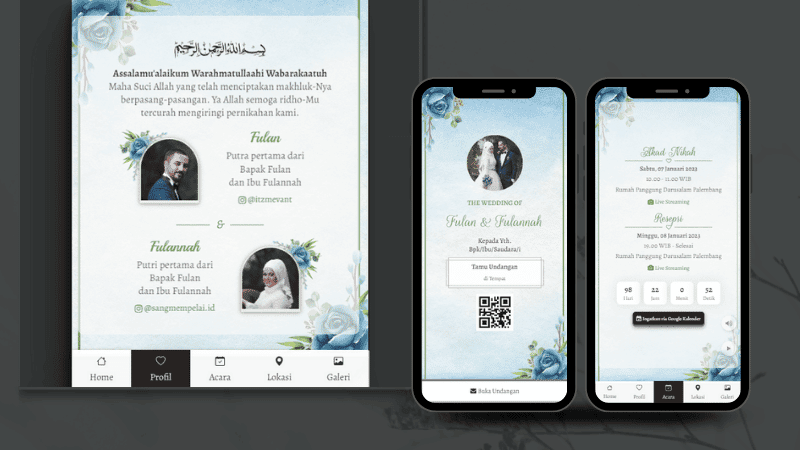 بسم الله الرحمن الرحيم
Assalamu'alaikum Warahmatullaahi Wabarakaatuh
Maha Suci Allah yang telah menciptakan makhluk-Nya
berpasang-pasangan. Ya Allah semoga ridho-Mu
tercurah mengiringi pernikahan kami.
Fulan
Putra pertama dari
Bapak Fulan
dan Ibu Fulannah
@itzmevant
&
Fulannah
Putri pertama dari
Bapak Fulan
dan Ibu Fulannah
@sangmempelai.id
Home Profil Acara Lokasi Galeri
THE WEDDING OF
Fulan & Fulannah
Kepada Yth.
Bpk/Ibu/Saudara/i
Tamu Undangan
di Tempat
Buka Undangan
Akad Nikah
Sabtu, 07 Januari 2023
10.00 - 11.00 WIB
Rumah Panggung Darusalam Palembang
Live Streaming
Resepsi
Minggu, 08 Januari 2023
19.00 WIB - Selesai
Rumah Panggung Darusalam Palembang
Live Streaming
98 22 0 52
Hari Jam Menit Detik
Ingatkan via Google Kalender
Home Profil Acara Lokasi Galeri